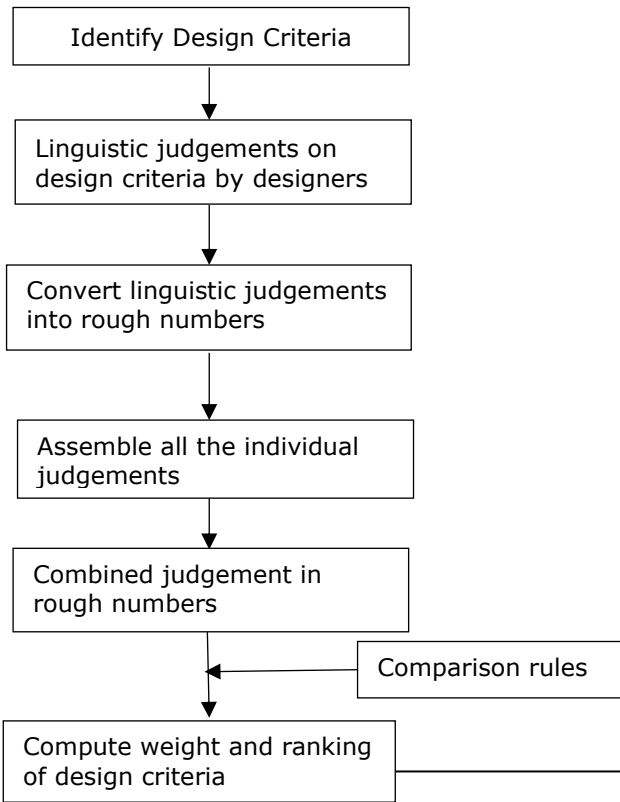 Identify Design Criteria
Linguistic judgements on
design criteria by designers
Convert linguistic judgements
into rough numbers
Assemble all the individual
judgements
Combined judgement in
rough numbers
Comparison rules
Compute weight and ranking
of design criteria